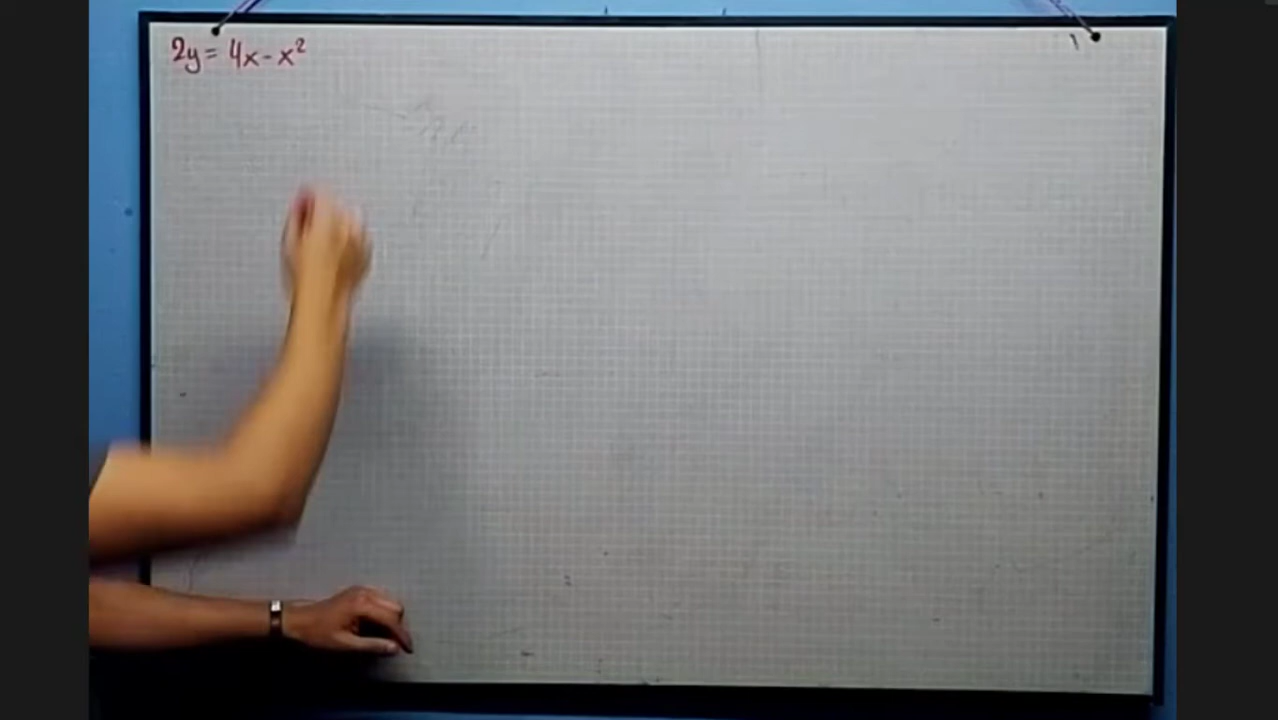 2y = 4x - x²